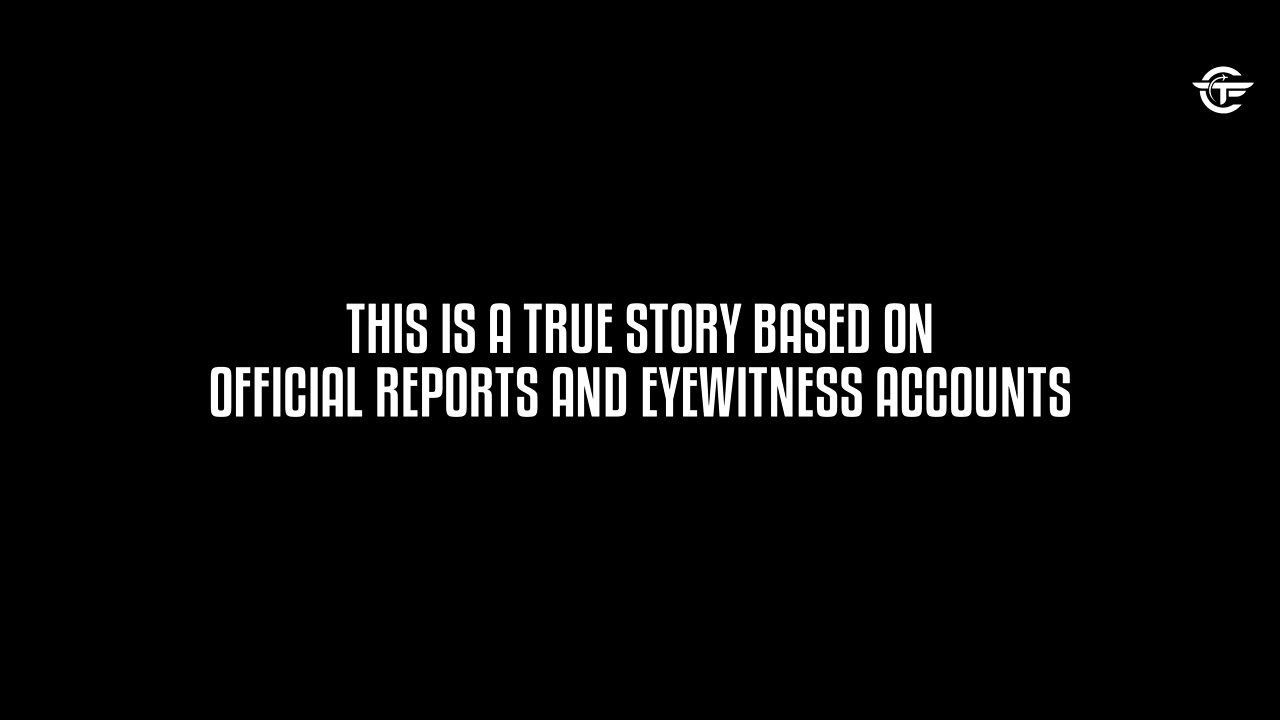 THIS IS A TRUE STORY BASED ON
OFFICIAL REPORTS AND EYEWITNESS ACCOUNTS